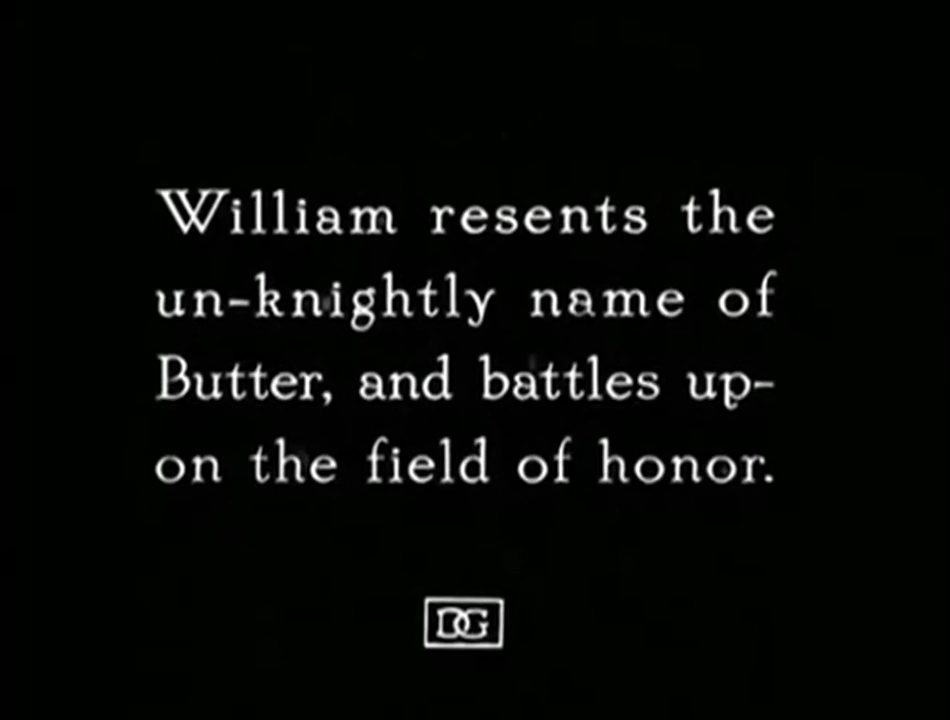 William resents the
un-knightly name of
Butter, and battles up-
on the field of honor.
DG